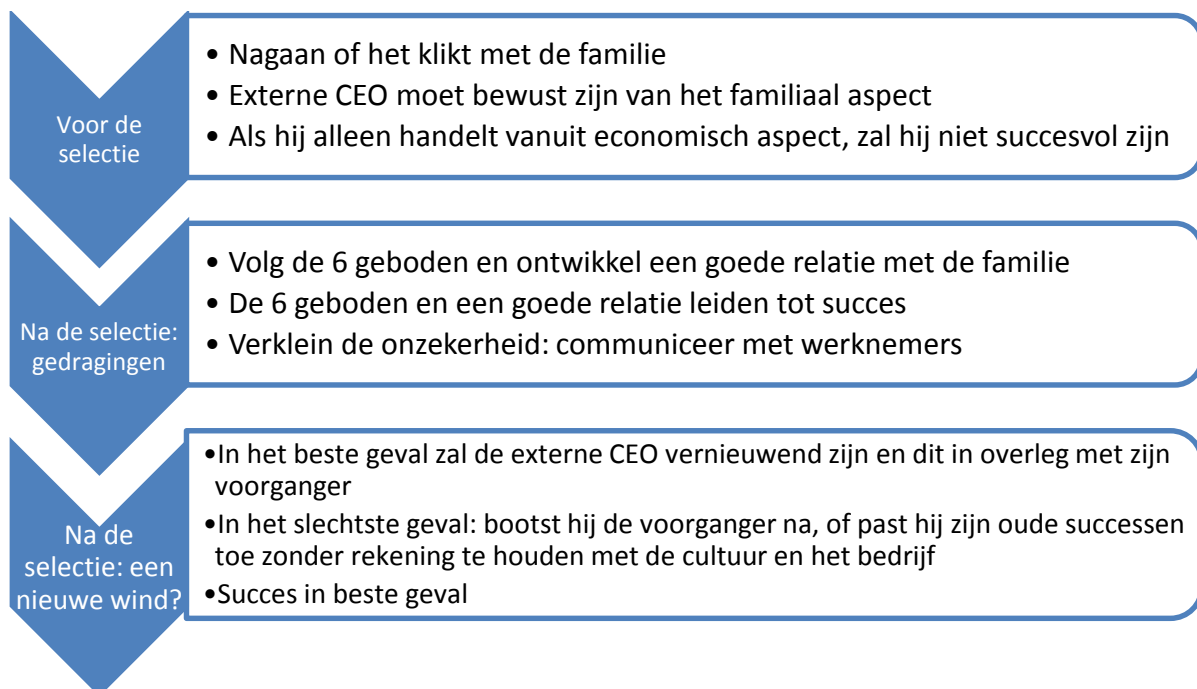 Voor de
selectie
• Nagaan of het klikt met de familie
• Externe CEO moet bewust zijn van het familiaal aspect
• Als hij alleen handelt vanuit economisch aspect, zal hij niet succesvol zijn
Na de selectie:
gedragingen
• Volg de 6 geboden en ontwikkel een goede relatie met de familie
• De 6 geboden en een goede relatie leiden tot succes
• Verklein de onzekerheid: communiceer met werknemers
Na de
selectie: een
nieuwe wind?
•In het beste geval zal de externe CEO vernieuwend zijn en dit in overleg met zijn
voorganger
•In het slechtste geval: bootst hij de voorganger na, of past hij zijn oude successen
toe zonder rekening te houden met de cultuur en het bedrijf
•Succes in beste geval